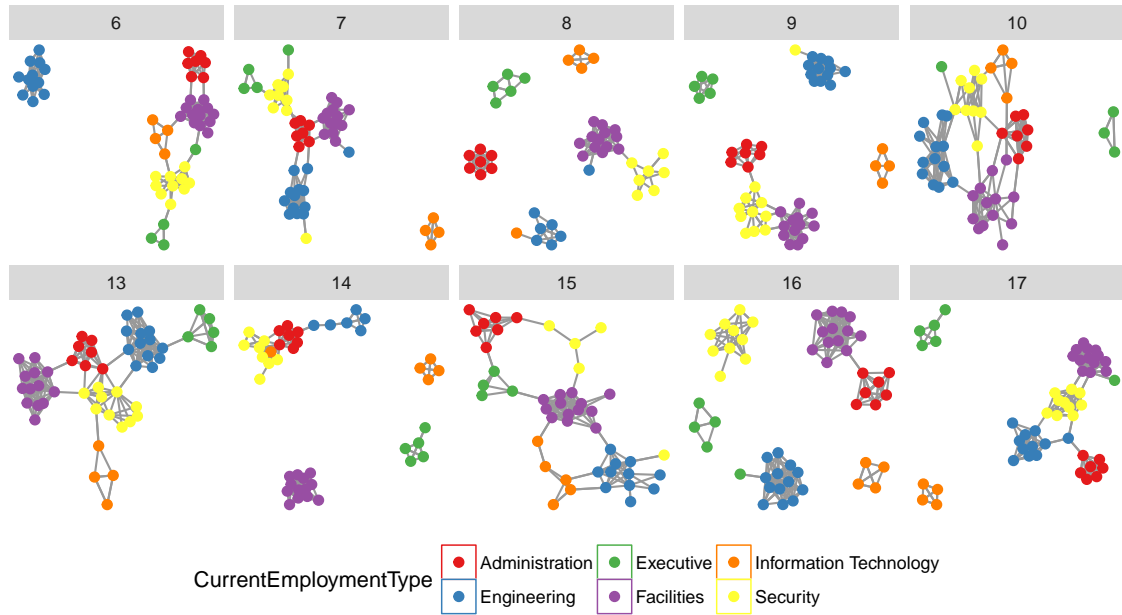 6 7 8 9 10
13 14 15 16 17
CurrentEmploymentType
Administration Executive Information Technology
Engineering Facilities Security